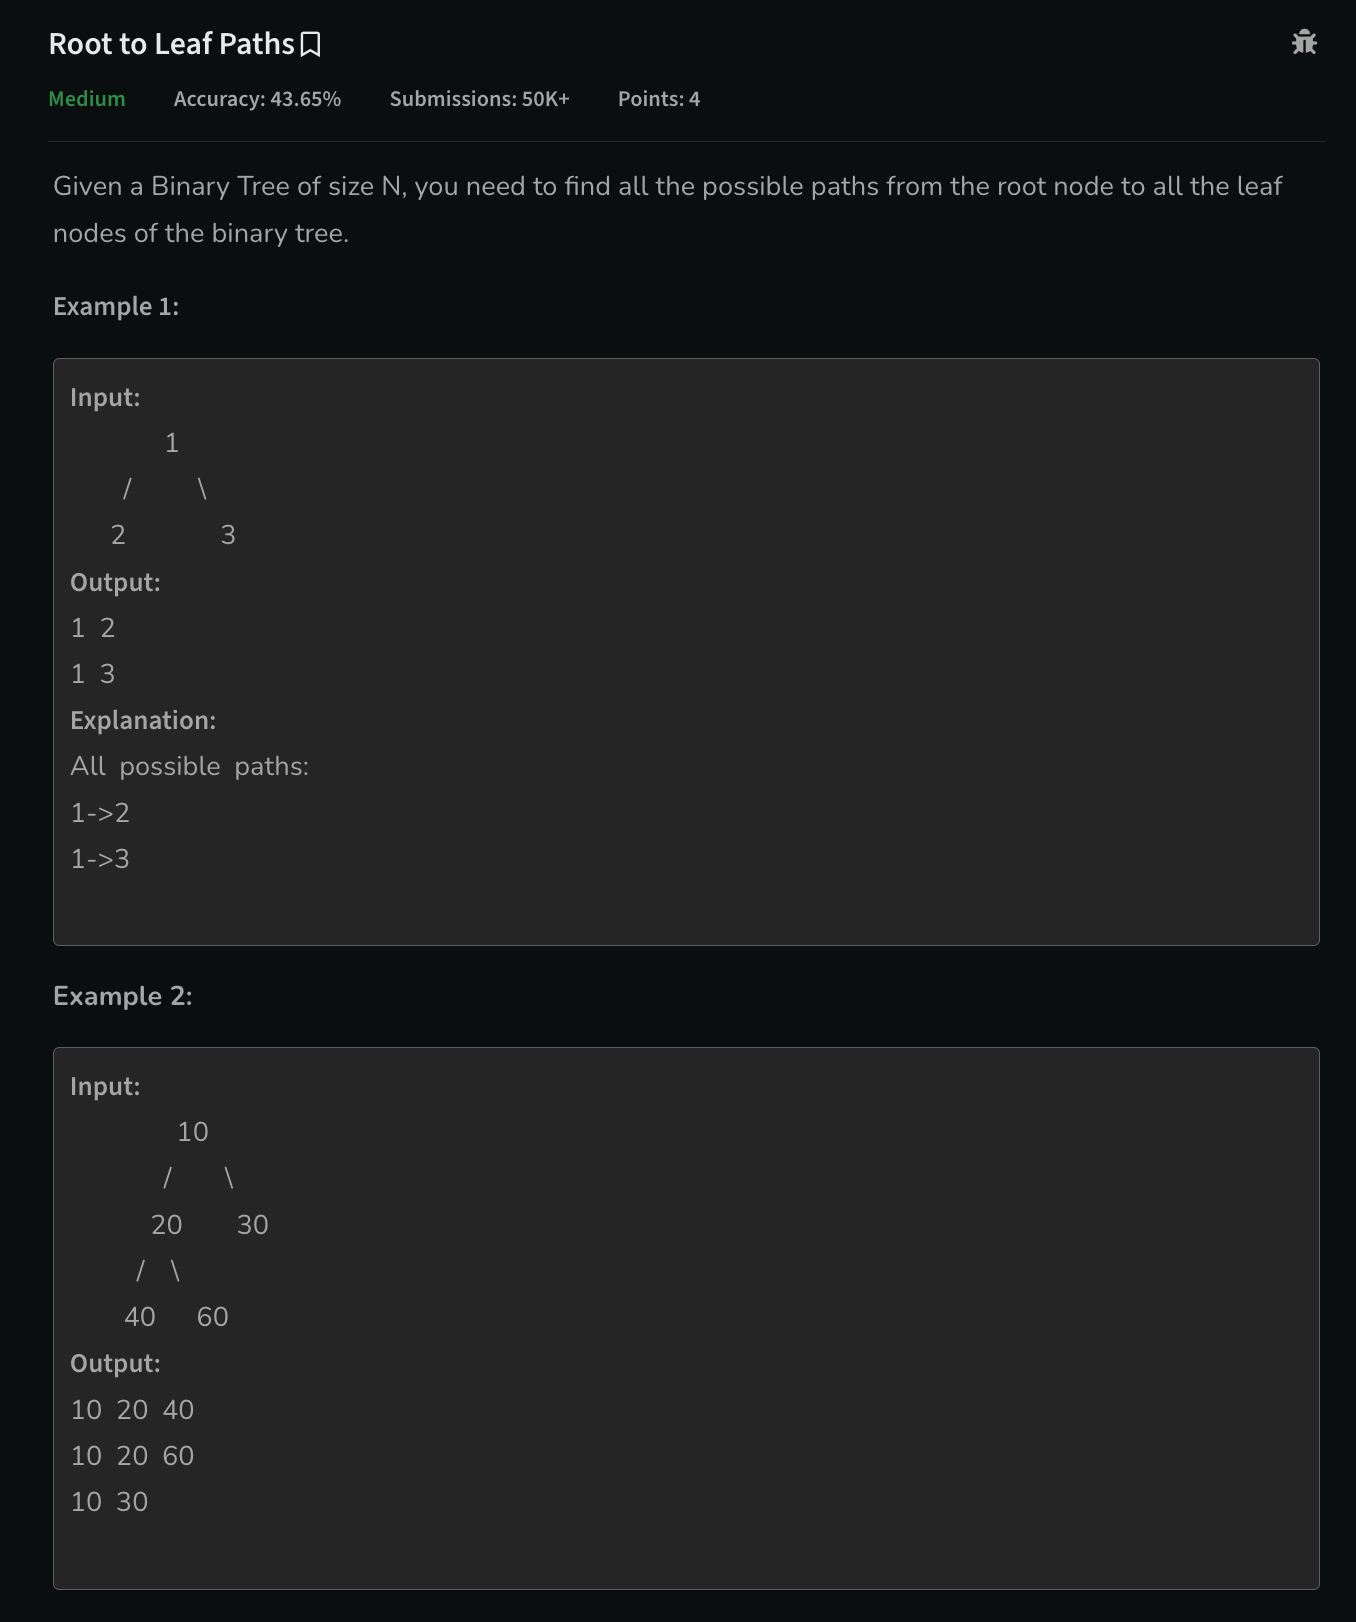 Root to Leaf Paths
Medium Accuracy: 43.65% Submissions: 50K+ Points: 4
Given a Binary Tree of size N, you need to find all the possible paths from the root node to all the leaf
nodes of the binary tree.
Example 1:
Input:
1
/ \
2 3
Output:
1 2
1 3
Explanation:
All possible paths:
1->2
1->3
Example 2:
Input:
10
/ \
20 30
/ \
40 60
Output:
10 20 40
10 20 60
10 30